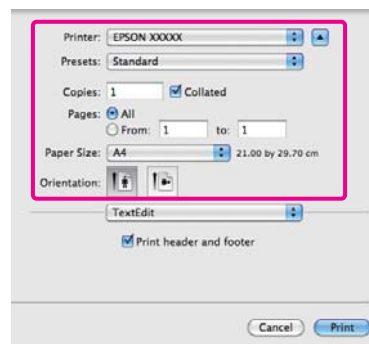 Printer: EPSON XXXXX
Presets: Standard
Copies: 1 Collated
Pages: All
From: 1 to: 1
Paper Size: A4 21.00 by 29.70 cm
Orientation:
TextEdit
Print header and footer
Cancel Print